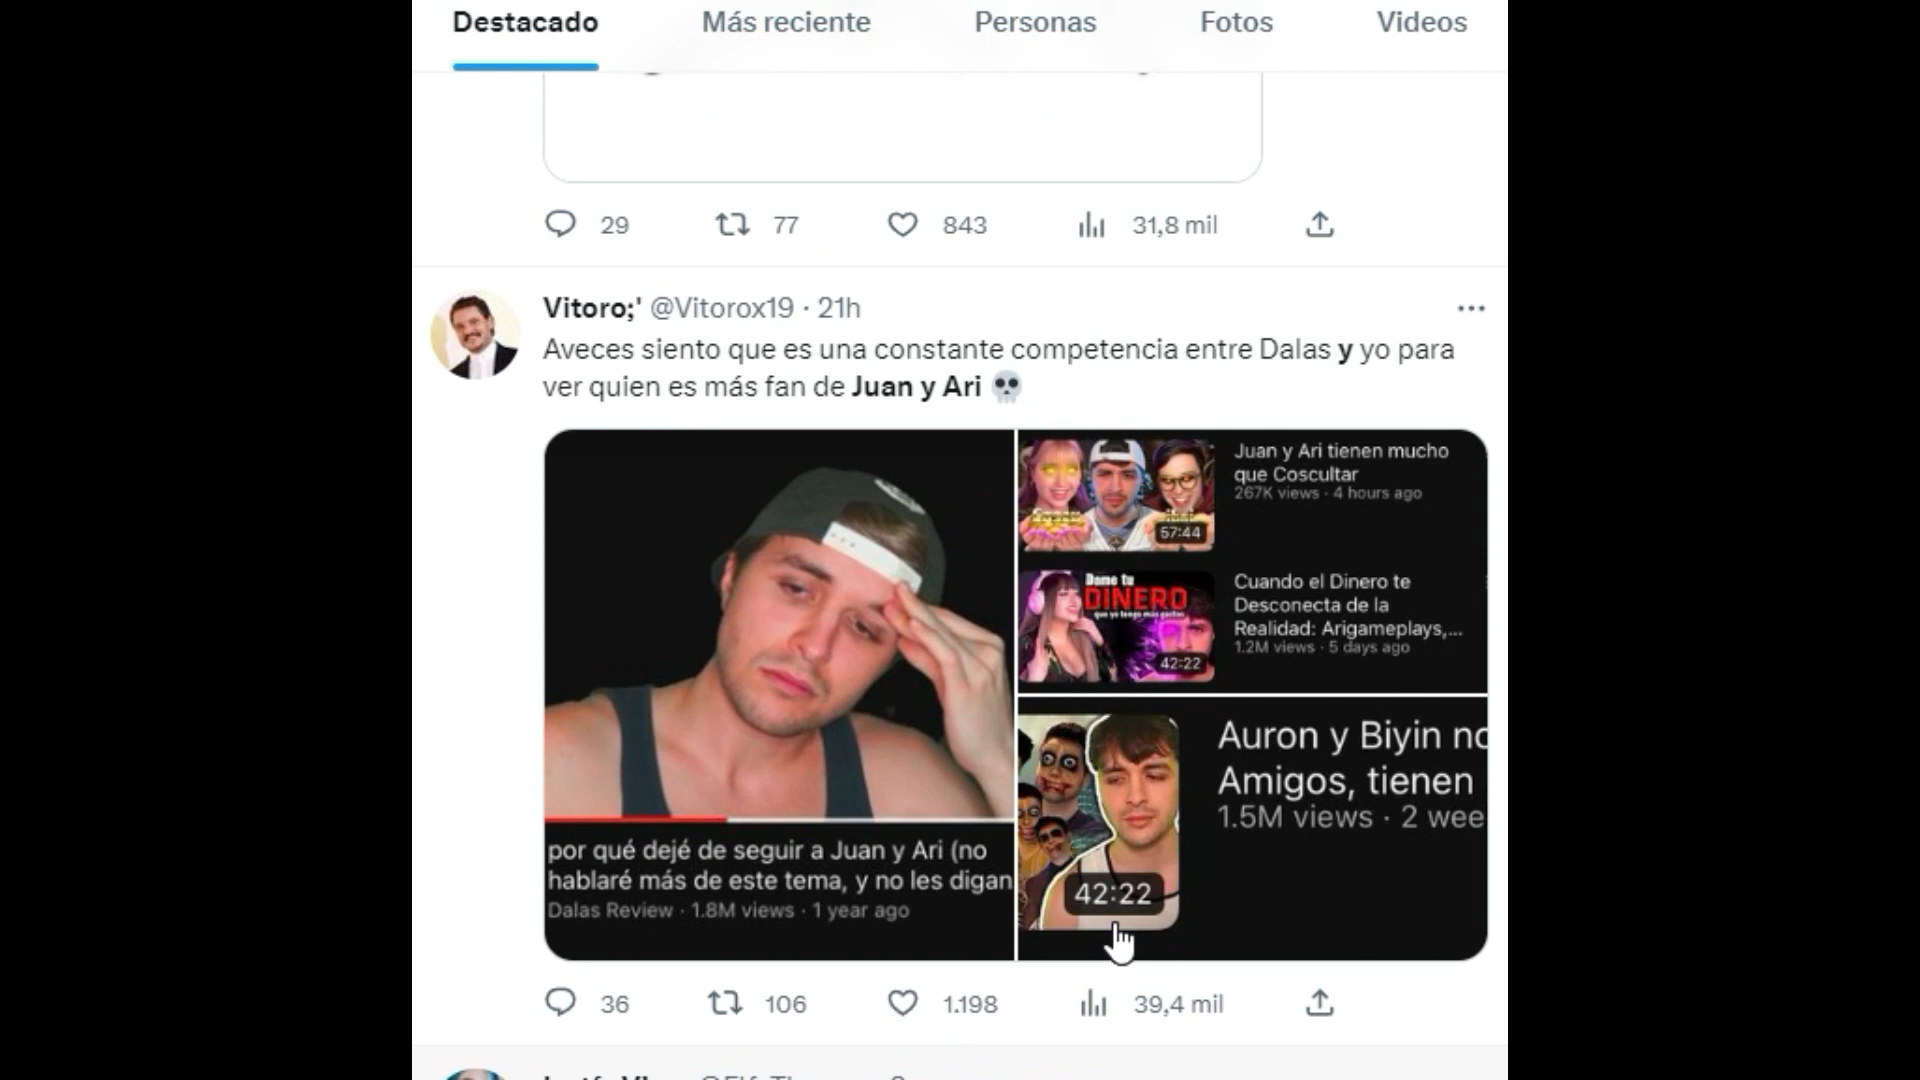 Destacado
Más reciente
Personas
Fotos
Videos
29
77
843
31,8 mil
Vitoro;' @Vitorox19 · 21h
Aveces siento que es una constante competencia entre Dalas y yo para
ver quien es más fan de Juan y Ari 💀
Juan y Ari tienen mucho
que Coscultar
267K views · 4 hours ago
57:44
Dame tu
DINERO
Cuando el Dinero te
Desconecta de la
Realidad: Arigameplays,...
1.2M views · 5 days ago
42:22
por qué dejé de seguir a Juan y Ari (no
hablaré más de este tema, y no les digan
Dalas Review · 1.8M views · 1 year ago
Auron y Biyin no
Amigos, tienen
1.5M views · 2 wee
42:22
36
106
1.198
39,4 mil